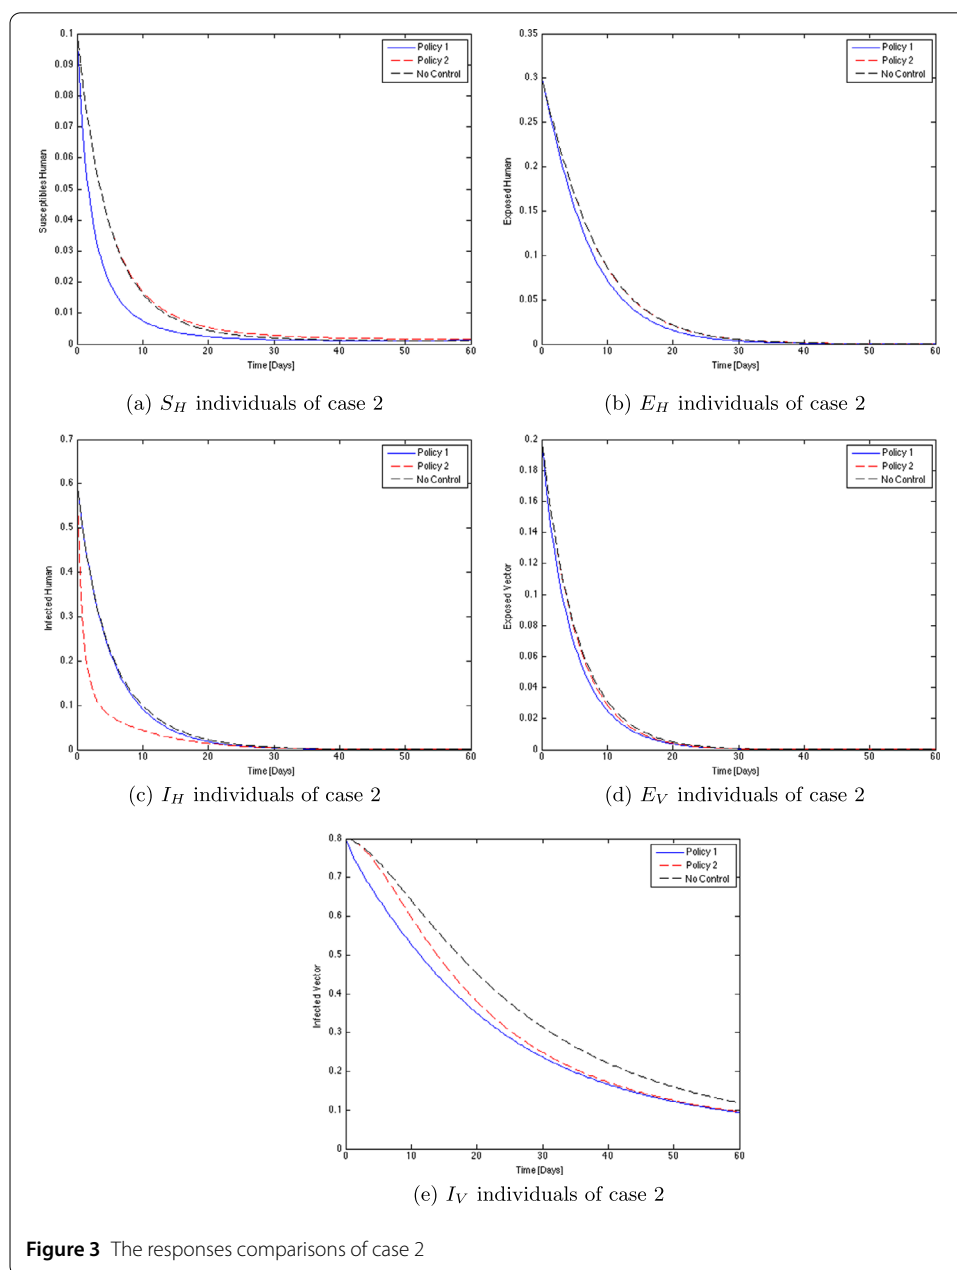 0.1
0.09
0.08
0.07
0.06
0.05
0.04
0.03
0.02
0.01
0
Susceptibles Human
Policy 1
Policy 2
No Control
0 10 20 30 40 50 60
Time [Days]
(a) S_H individuals of case 2
0.35
0.3
0.25
0.2
0.15
0.1
0.05
0
Exposed Human
Policy 1
Policy 2
No Control
0 10 20 30 40 50 60
Time [Days]
(b) E_H individuals of case 2
0.7
0.6
0.5
0.4
0.3
0.2
0.1
0
Infected Human
Policy 1
Policy 2
No Control
0 10 20 30 40 50 60
Time [Days]
(c) I_H individuals of case 2
0.2
0.18
0.16
0.14
0.12
0.1
0.08
0.06
0.04
0.02
0
Exposed Vector
Policy 1
Policy 2
No Control
0 10 20 30 40 50 60
Time [Days]
(d) E_V individuals of case 2
0.8
0.7
0.6
0.5
0.4
0.3
0.2
0.1
0
Infected Vector
Policy 1
Policy 2
No Control
0 10 20 30 40 50 60
Time [Days]
(e) I_V individuals of case 2
Figure 3 The responses comparisons of case 2